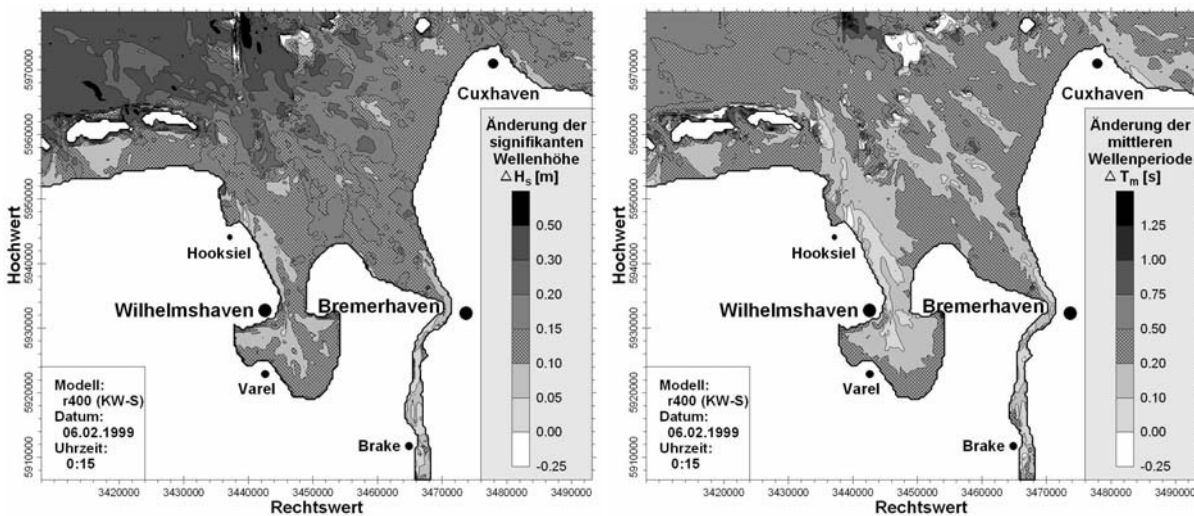 Hochwert
5970000
5960000
5950000
5940000
5930000
5920000
5910000
Cuxhaven
Hooksiel
Wilhelmshaven
Bremerhaven
Varel
Brake
Änderung der
signifikanten
Wellenhöhe
△ Hs [m]
0.50
0.30
0.20
0.15
0.10
0.05
0.00
-0.25
Modell:
r400 (KW-S)
Datum:
06.02.1999
Uhrzeit:
0:15
3420000 3430000 3440000 3450000 3460000 3470000 3480000 3490000
Rechtswert
Hochwert
5970000
5960000
5950000
5940000
5930000
5920000
5910000
Cuxhaven
Hooksiel
Wilhelmshaven
Bremerhaven
Varel
Brake
Änderung der
mittleren
Wellenperiode
△ Tm [s]
1.25
1.00
0.75
0.50
0.20
0.10
0.00
-0.25
Modell:
r400 (KW-S)
Datum:
06.02.1999
Uhrzeit:
0:15
3420000 3430000 3440000 3450000 3460000 3470000 3480000 3490000
Rechtswert